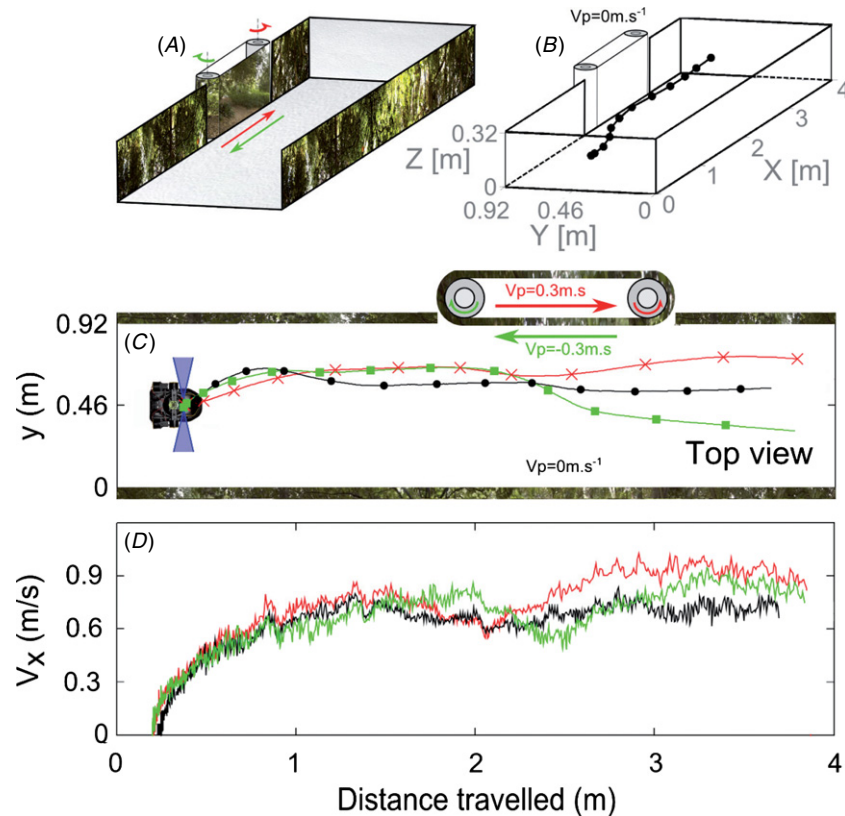 (A)
(B)
Vp=0m.s⁻¹
0.32
Z [m]
0
0.92
0.46
0
Y [m]
0
1
2
3
4
X [m]
(C)
Vp=0.3m.s
Vp=-0.3m.s
0.92
0.46
0
y (m)
Vp=0m.s⁻¹
Top view
(D)
0.9
0.6
0.3
0
Vx (m/s)
0
1
2
3
4
Distance travelled (m)